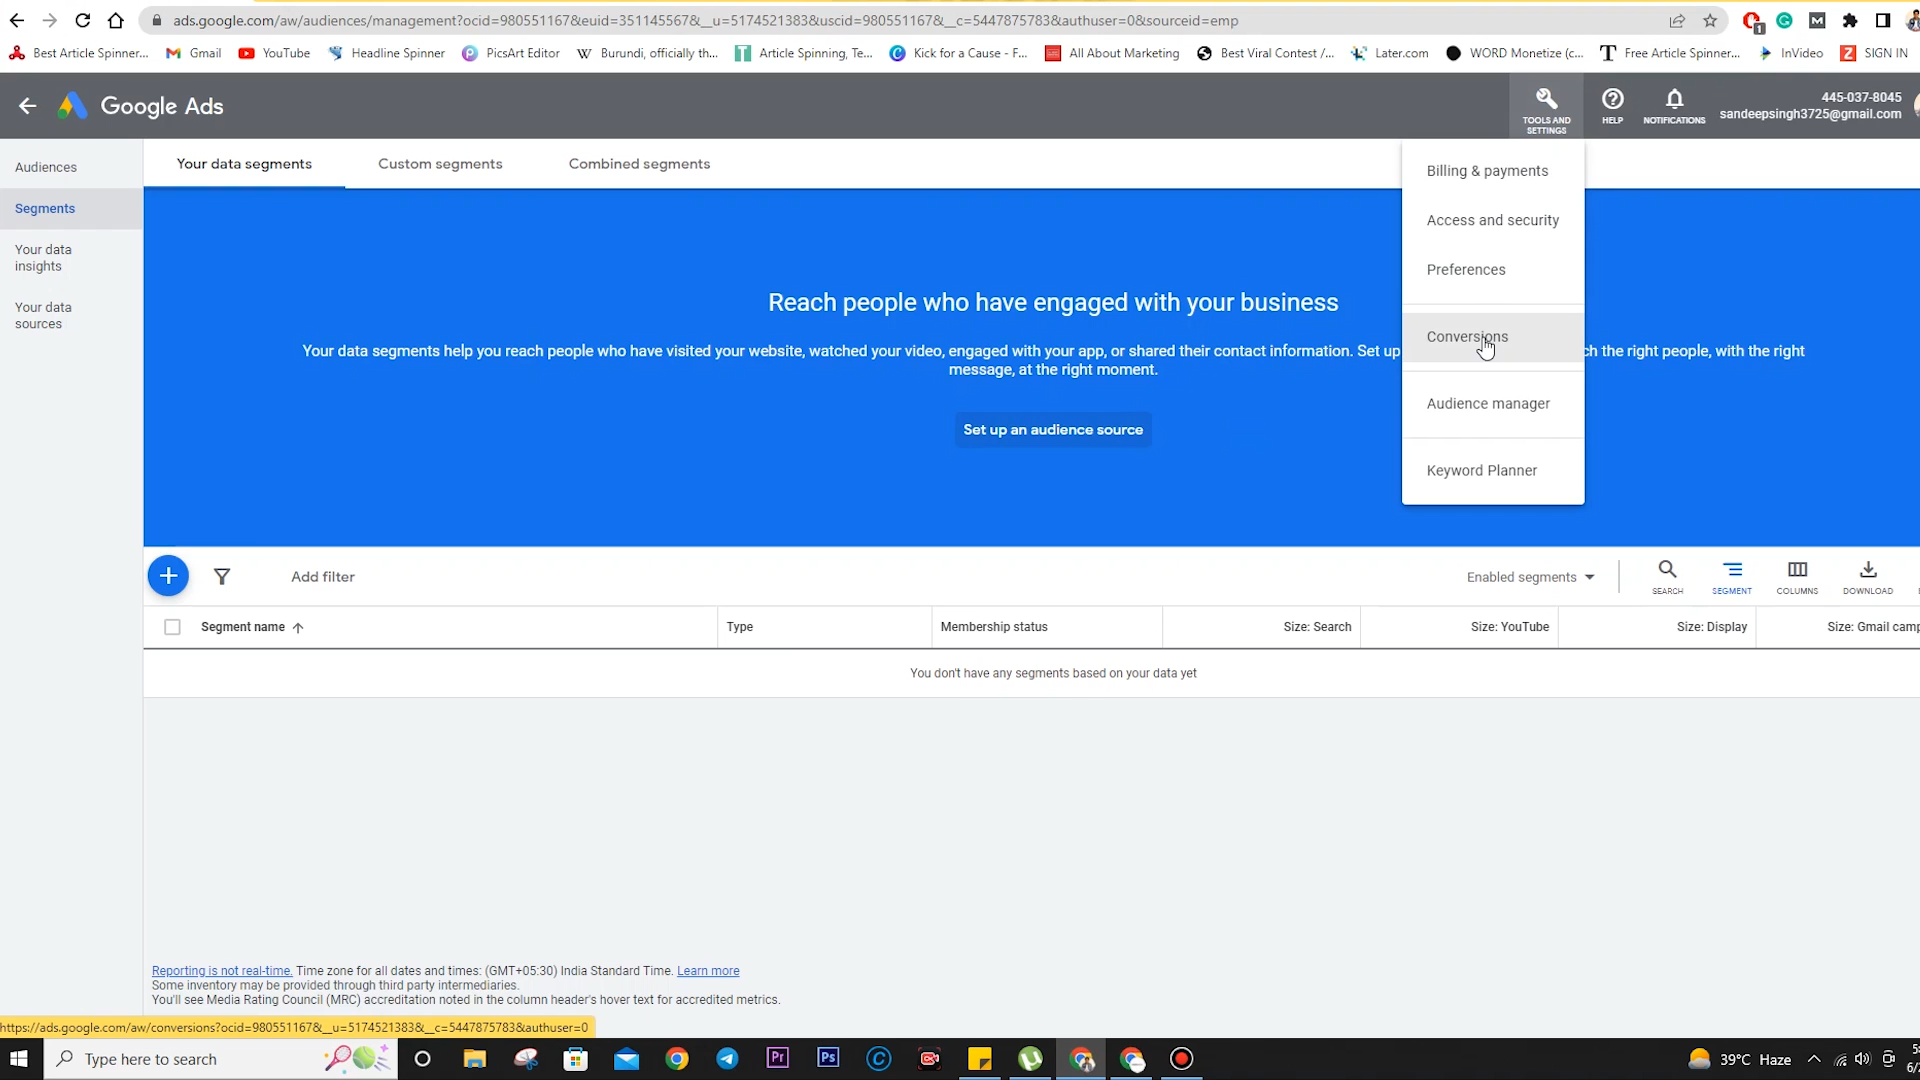 ads.google.com/aw/audiences/management?ocid=980551167&euid=351145567&__u=5174521383&uscid=980551167&__c=5447875783&authuser=0&sourceid=emp
1
Best Article Spinner... Gmail YouTube Headline Spinner PicsArt Editor Burundi, officially th... Article Spinning, Te... Kick for a Cause - F... All About Marketing Best Viral Contest /... Later.com WORD Monetize (c... Free Article Spinner... InVideo SIGN IN
Google Ads
TOOLS AND
SETTINGS
HELP
NOTIFICATIONS
445-037-8045
sandeepsingh3725@gmail.com
Audiences
Segments
Your data
insights
Your data
sources
Your data segments Custom segments Combined segments
Billing & payments
Access and security
Preferences
Conversions
Audience manager
Keyword Planner
Reach people who have engaged with your business
Your data segments help you reach people who have visited your website, watched your video, engaged with your app, or shared their contact information. Set up ch the right people, with the right
message, at the right moment.
Set up an audience source
Add filter
Enabled segments
SEARCH SEGMENT COLUMNS DOWNLOAD
Segment name Type Membership status Size: Search Size: YouTube Size: Display Size: Gmail camp
You don't have any segments based on your data yet
Reporting is not real-time. Time zone for all dates and times: (GMT+05:30) India Standard Time. Learn more
Some inventory may be provided through third party intermediaries.
You'll see Media Rating Council (MRC) accreditation noted in the column header's hover text for accredited metrics.
https://ads.google.com/aw/conversions?ocid=980551167&__u=5174521383&__c=5447875783&authuser=0
Type here to search
Pr
Ps
39°C Haze